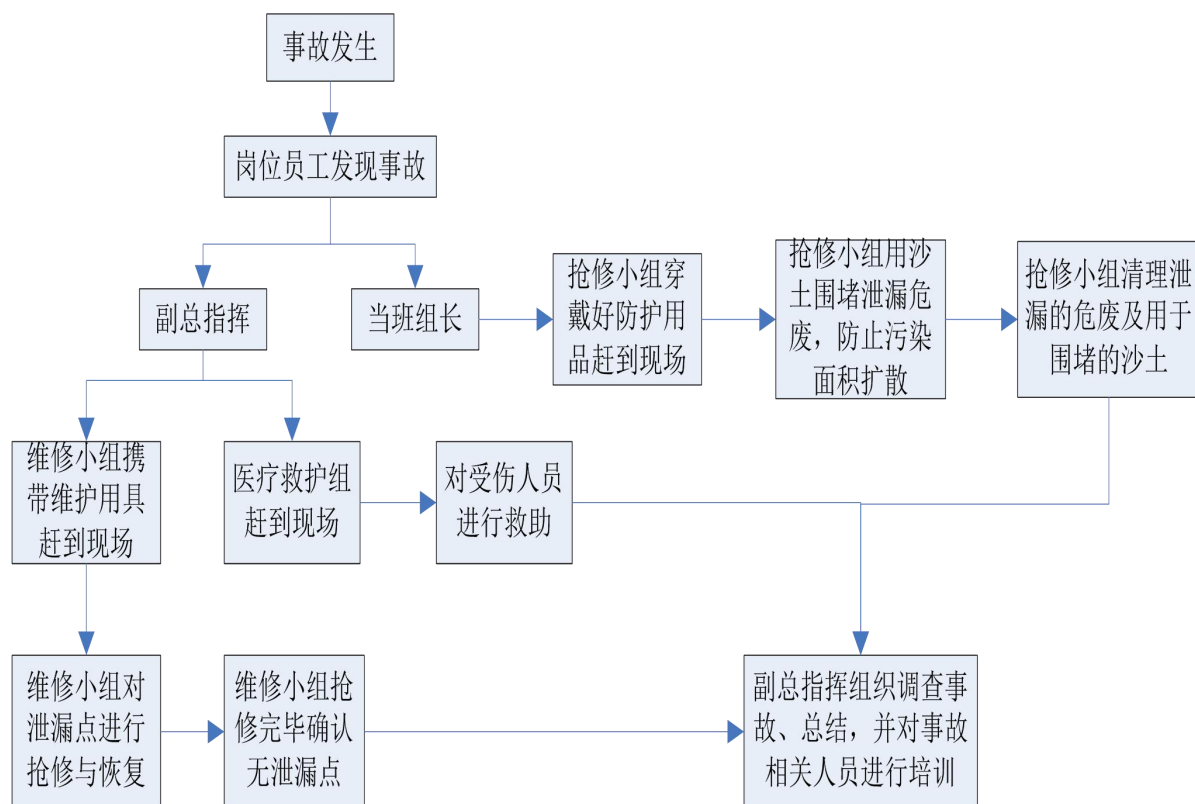 事故发生
岗位员工发现事故
副总指挥
当班组长
抢修小组穿
戴好防护用
品赶到现场
抢修小组用沙
土围堵泄漏危
废，防止污染
面积扩散
抢修小组清理泄
漏的危废及用于
围堵的沙土
维修小组携
带维护用具
赶到现场
医疗救护组
赶到现场
对受伤人员
进行救助
维修小组对
泄漏点进行
抢修与恢复
维修小组抢
修完毕确认
无泄漏点
副总指挥组织调查事
故、总结，并对事故
相关人员进行培训